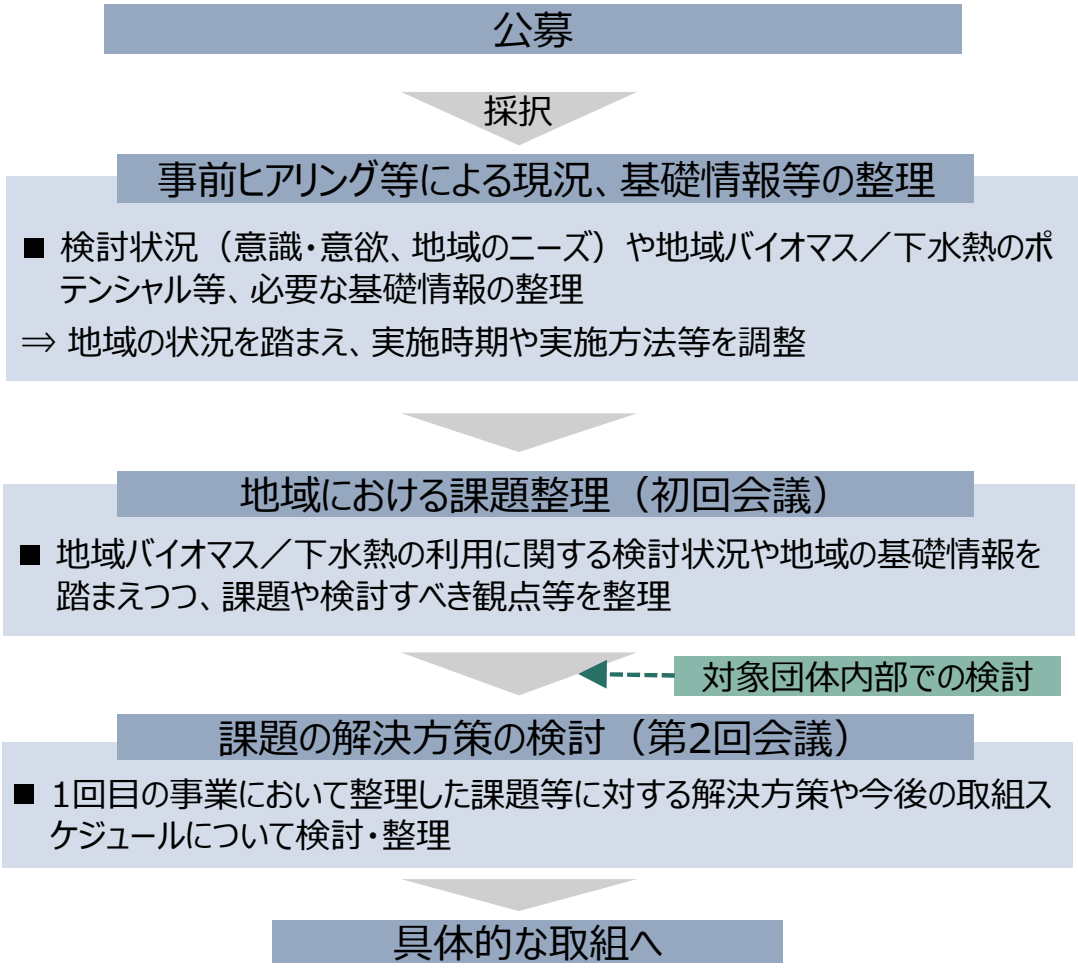 公募
採択
事前ヒアリング等による現況、基礎情報等の整理
■ 検討状況（意識・意欲、地域のニーズ）や地域バイオマス／下水熱のポ
テンシャル等、必要な基礎情報の整理
⇒ 地域の状況を踏まえ、実施時期や実施方法等を調整
地域における課題整理（初回会議）
■ 地域バイオマス／下水熱の利用に関する検討状況や地域の基礎情報を
踏まえつつ、課題や検討すべき観点等を整理
対象団体内部での検討
課題の解決方策の検討（第2回会議）
■ 1回目の事業において整理した課題等に対する解決方策や今後の取組ス
ケジュールについて検討・整理
具体的な取組へ